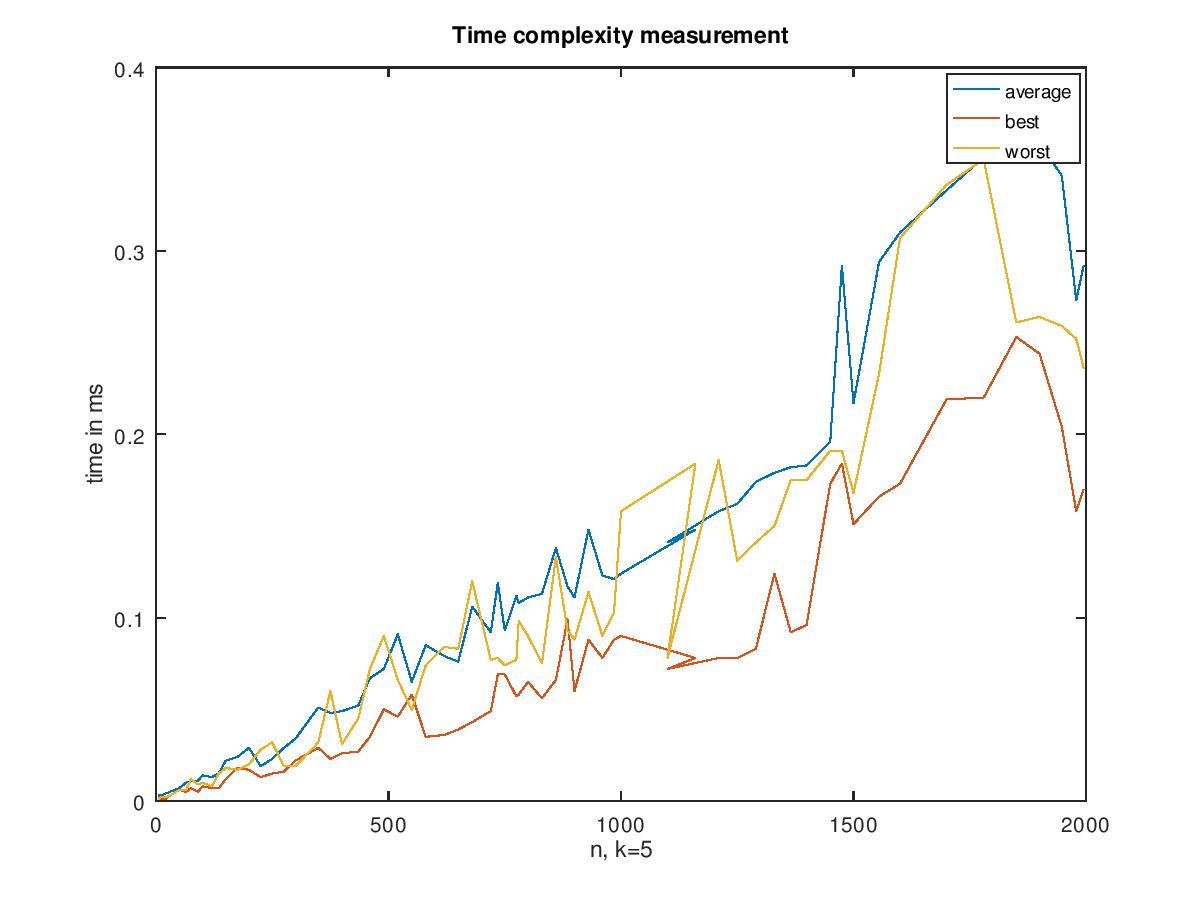 Time complexity measurement
0.4
0.3
0.2
0.1
0
time in ms
average
best
worst
0 500 1000 1500 2000
n, k=5